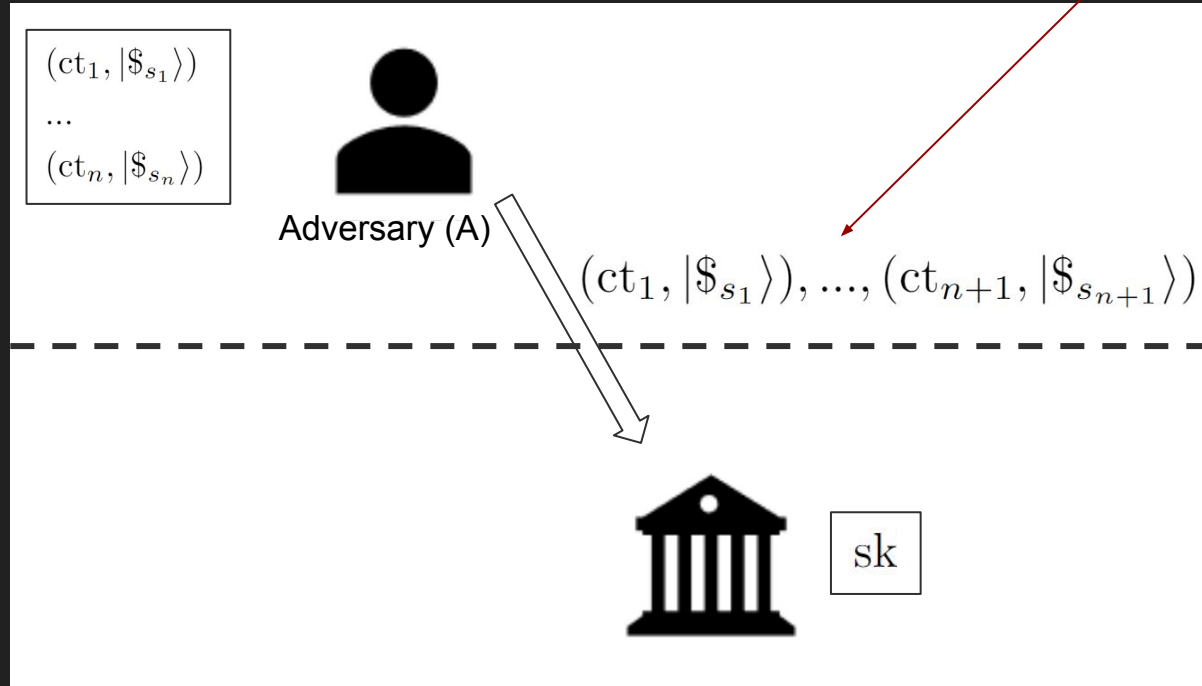 (ct₁, |$ₛ₁⟩)
...
(ctₙ, |$ₛₙ⟩)
Adversary (A)
(ct₁, |$ₛ₁⟩), ..., (ctₙ₊₁, |$ₛₙ₊₁⟩)
sk